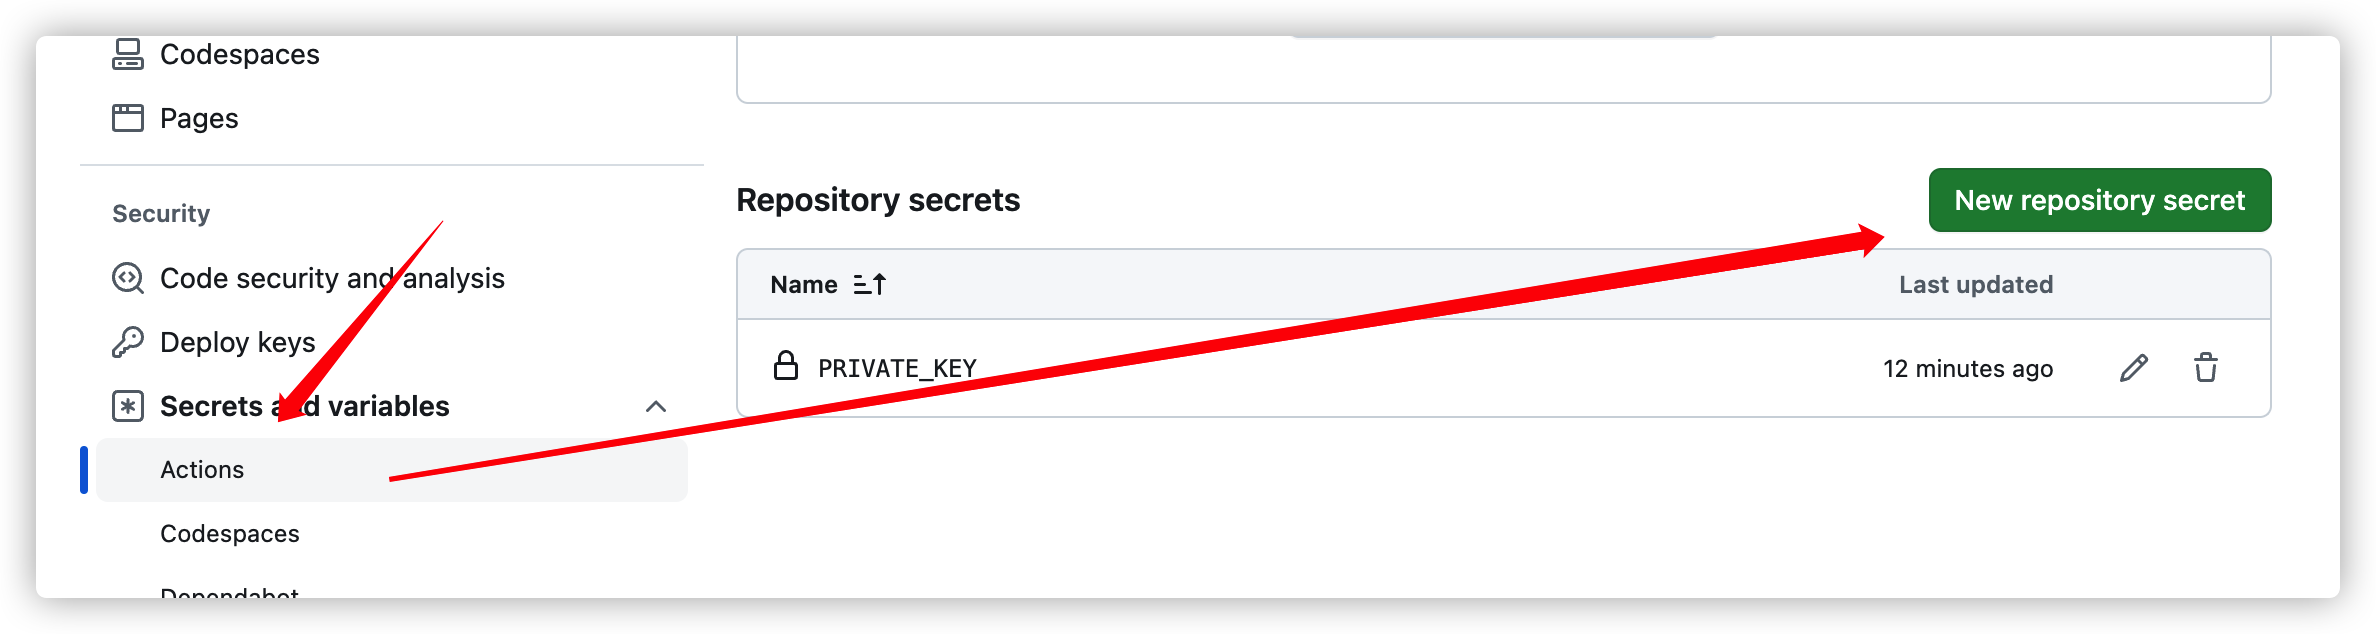 Codespaces
Pages
Security
Code security and analysis
Deploy keys
Secrets and variables
Actions
Codespaces
Dependabot
Repository secrets
New repository secret
Name
Last updated
PRIVATE_KEY
12 minutes ago